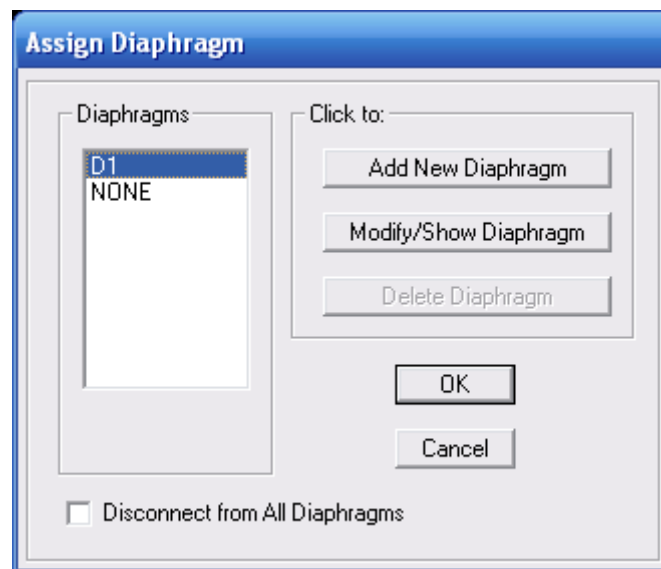 Assign Diaphragm
Diaphragms
D1
NONE
Click to:
Add New Diaphragm
Modify/Show Diaphragm
Delete Diaphragm
OK
Cancel
Disconnect from All Diaphragms